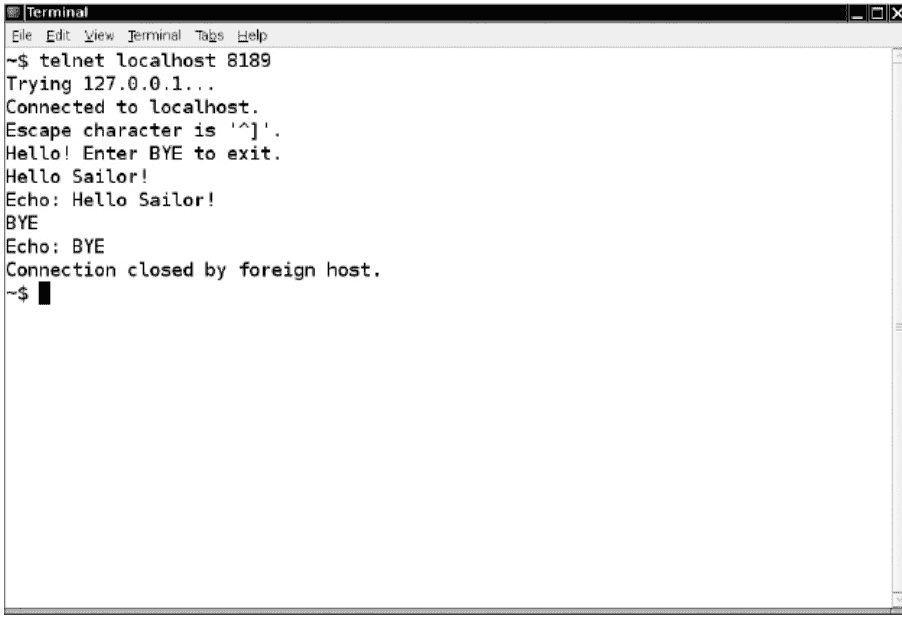 Terminal
File Edit View Terminal Tabs Help
~$ telnet localhost 8189
Trying 127.0.0.1...
Connected to localhost.
Escape character is '^]'.
Hello! Enter BYE to exit.
Hello Sailor!
Echo: Hello Sailor!
BYE
Echo: BYE
Connection closed by foreign host.
~$